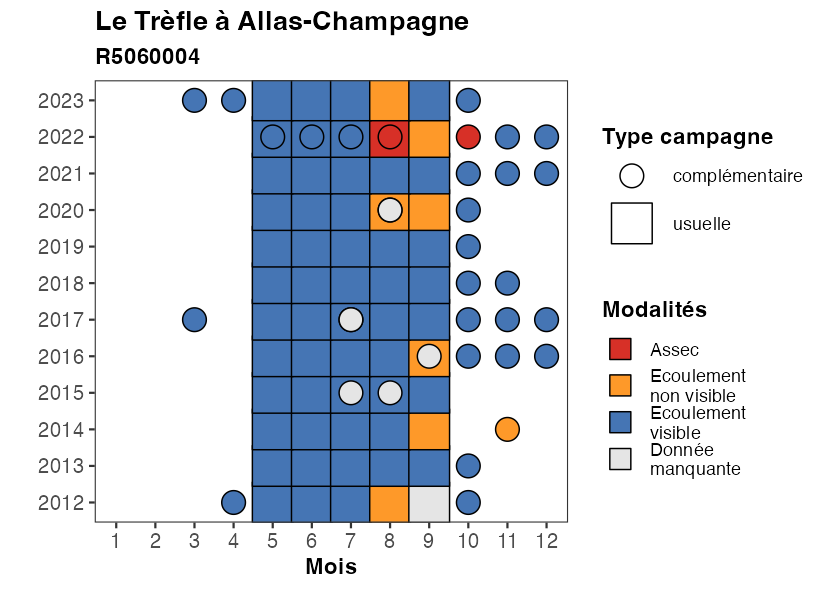 Le Trèfle à Allas-Champagne
R5060004
2023
2022
2021
2020
2019
2018
2017
2016
2015
2014
2013
2012
1 2 3 4 5 6 7 8 9 10 11 12
Mois
Type campagne
complémentaire
usuelle
Modalités
Assec
Ecoulement
non visible
Ecoulement
visible
Donnée
manquante